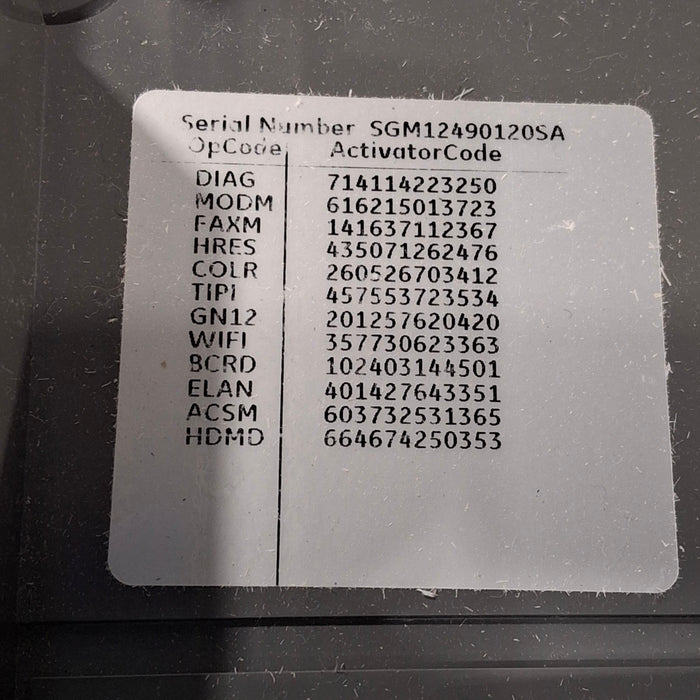 Serial Number SGM12490120SA
OpCode ActivatorCode
DIAG 714114223250
MODM 616215013723
FAXM 141637112367
HRES 435071262476
COLR 260526703412
TIPI 457553723534
GN12 201257620420
WIFI 357730623363
BCRD 102403144501
ELAN 401427643351
ACSM 603732531365
HDMD 664674250353